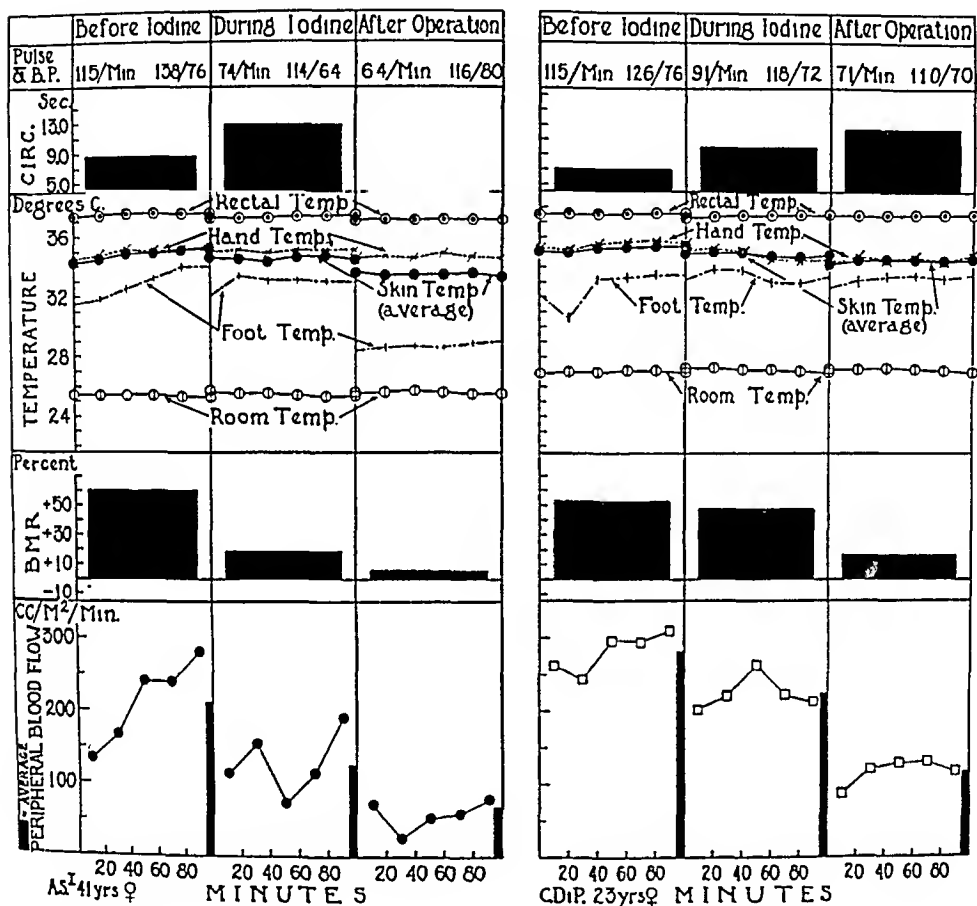 Before Iodine During Iodine After Operation
Pulse & B.P. 115/Min 138/76 74/Min 114/64 64/Min 116/80
Sec.
CIRC.
13.0
9.0
5.0
Degrees C.
TEMPERATURE
36
32
28
24
Rectal Temp.
Hand Temp.
Skin Temp (average)
Foot Temp.
Room Temp.
Percent
BMR
+50
+30
+10
-10
CC/M²/Min.
= AVERAGE
PERIPHERAL BLOOD FLOW
300
200
100
20 40 60 80 20 40 60 80 20 40 60 80
41yrs ♀ MINUTES
Before Iodine During Iodine After Operation
115/Min 126/76 91/Min 118/72 71/Min 110/70
Rectal Temp.
Hand Temp.
Foot Temp.
Skin Temp.
(average)
Room Temp.
20 40 60 80 20 40 60 80 20 40 60 80
C.DiP. 23yrs ♀ MINUTES